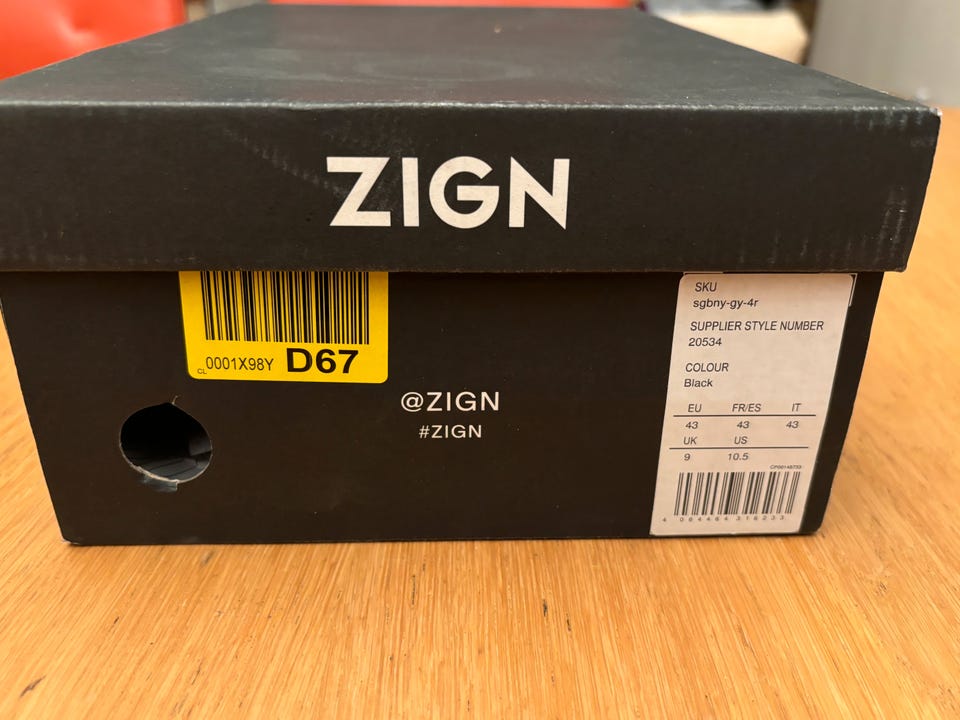 ZIGN
CL 0001X98Y D67
@ZIGN
#ZIGN
SKU
sgbny-gy-4r
SUPPLIER STYLE NUMBER
20534
COLOUR
Black
EU FR/ES IT
43 43 43
UK US
9 10.5